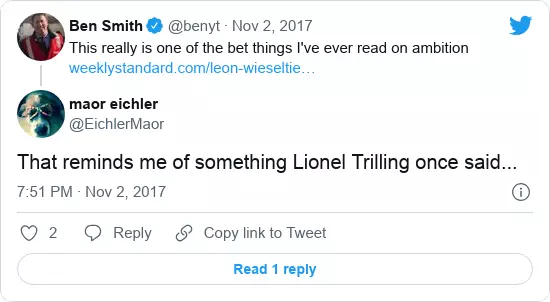 Ben Smith @benyt · Nov 2, 2017
This really is one of the bet things I've ever read on ambition
weeklystandard.com/leon-wieseltie…
maor eichler
@EichlerMaor
That reminds me of something Lionel Trilling once said...
7:51 PM · Nov 2, 2017
2 Reply Copy link to Tweet
Read 1 reply